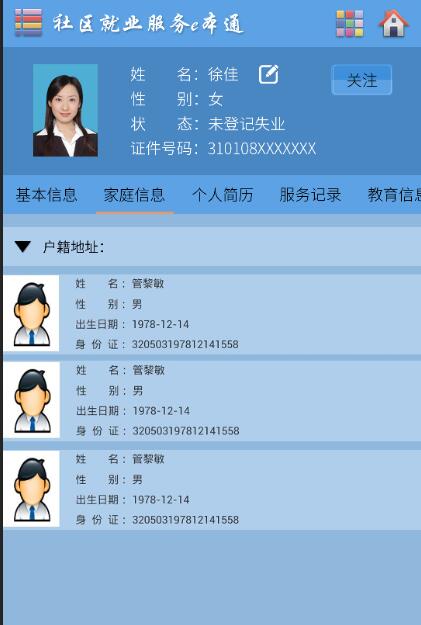 社区就业服务e本通
姓 名：徐佳
关注
性 别：女
状 态：未登记失业
证件号码：310108XXXXXXX
基本信息 家庭信息 个人简历 服务记录 教育信息
户籍地址：
姓 名：管黎敏
性 别：男
出生日期：1978-12-14
身 份 证：320503197812141558
姓 名：管黎敏
性 别：男
出生日期：1978-12-14
身 份 证：320503197812141558
姓 名：管黎敏
性 别：男
出生日期：1978-12-14
身 份 证：320503197812141558